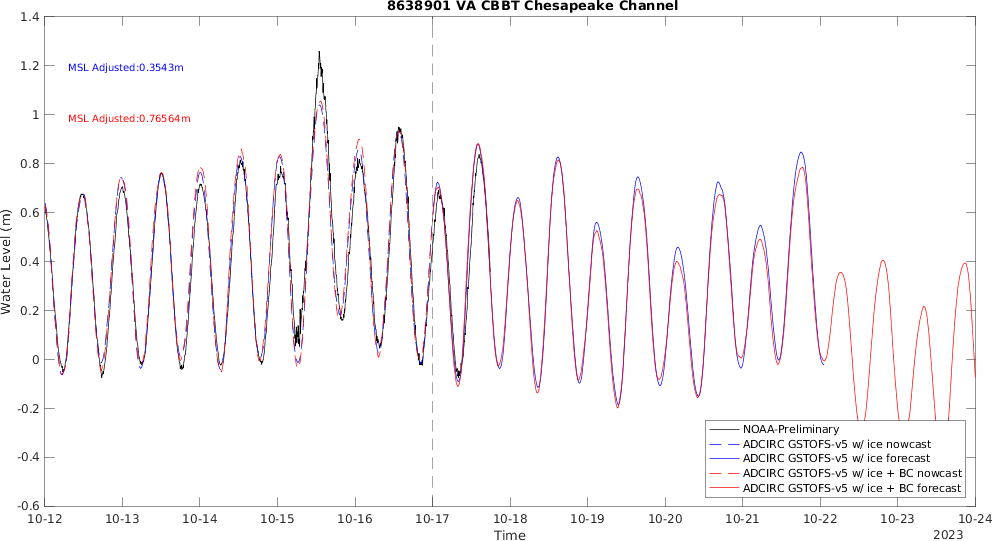 8638901 VA CBBT Chesapeake Channel
1.4
1.2
1
0.8
0.6
0.4
0.2
0
-0.2
-0.4
-0.6
Water Level (m)
MSL Adjusted:0.3543m
MSL Adjusted:0.76564m
NOAA-Preliminary
ADCIRC GSTOFS-v5 w/ ice nowcast
ADCIRC GSTOFS-v5 w/ ice forecast
ADCIRC GSTOFS-v5 w/ ice + BC nowcast
ADCIRC GSTOFS-v5 w/ ice + BC forecast
10-12 10-13 10-14 10-15 10-16 10-17 10-18 10-19 10-20 10-21 10-22 10-23 10-24
Time
2023